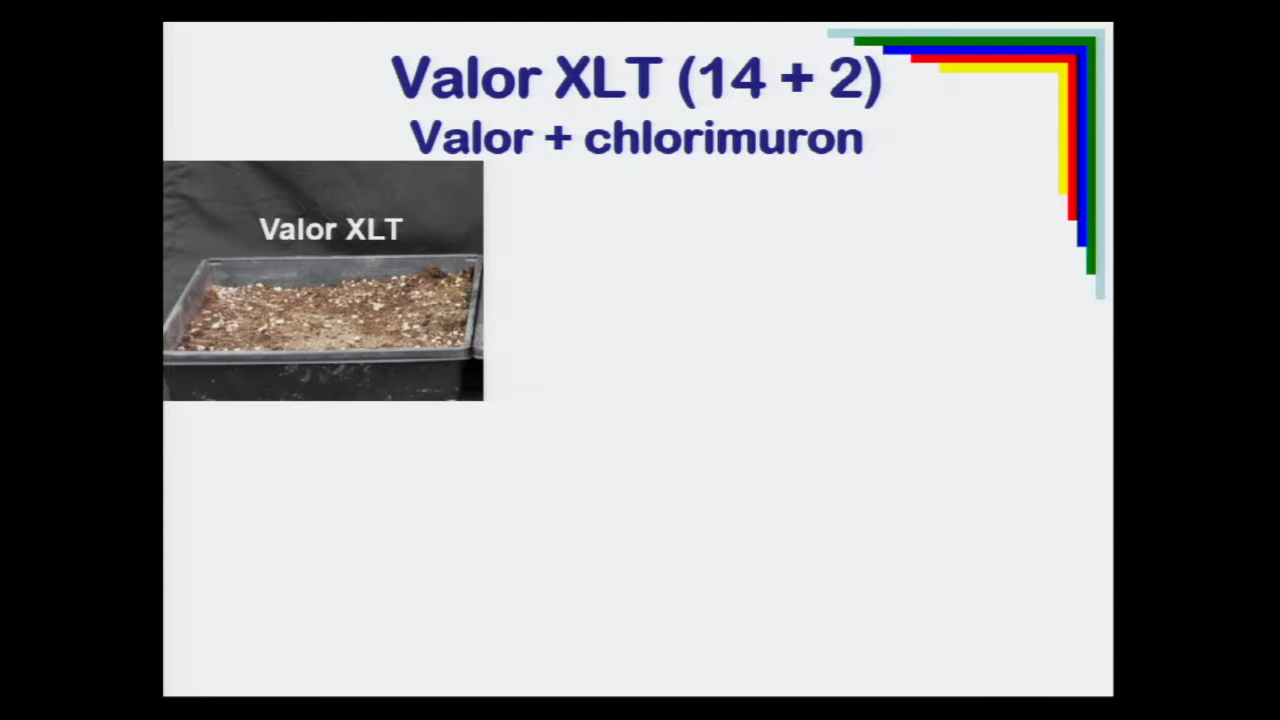 Valor XLT (14 + 2)
Valor + chlorimuron
Valor XLT